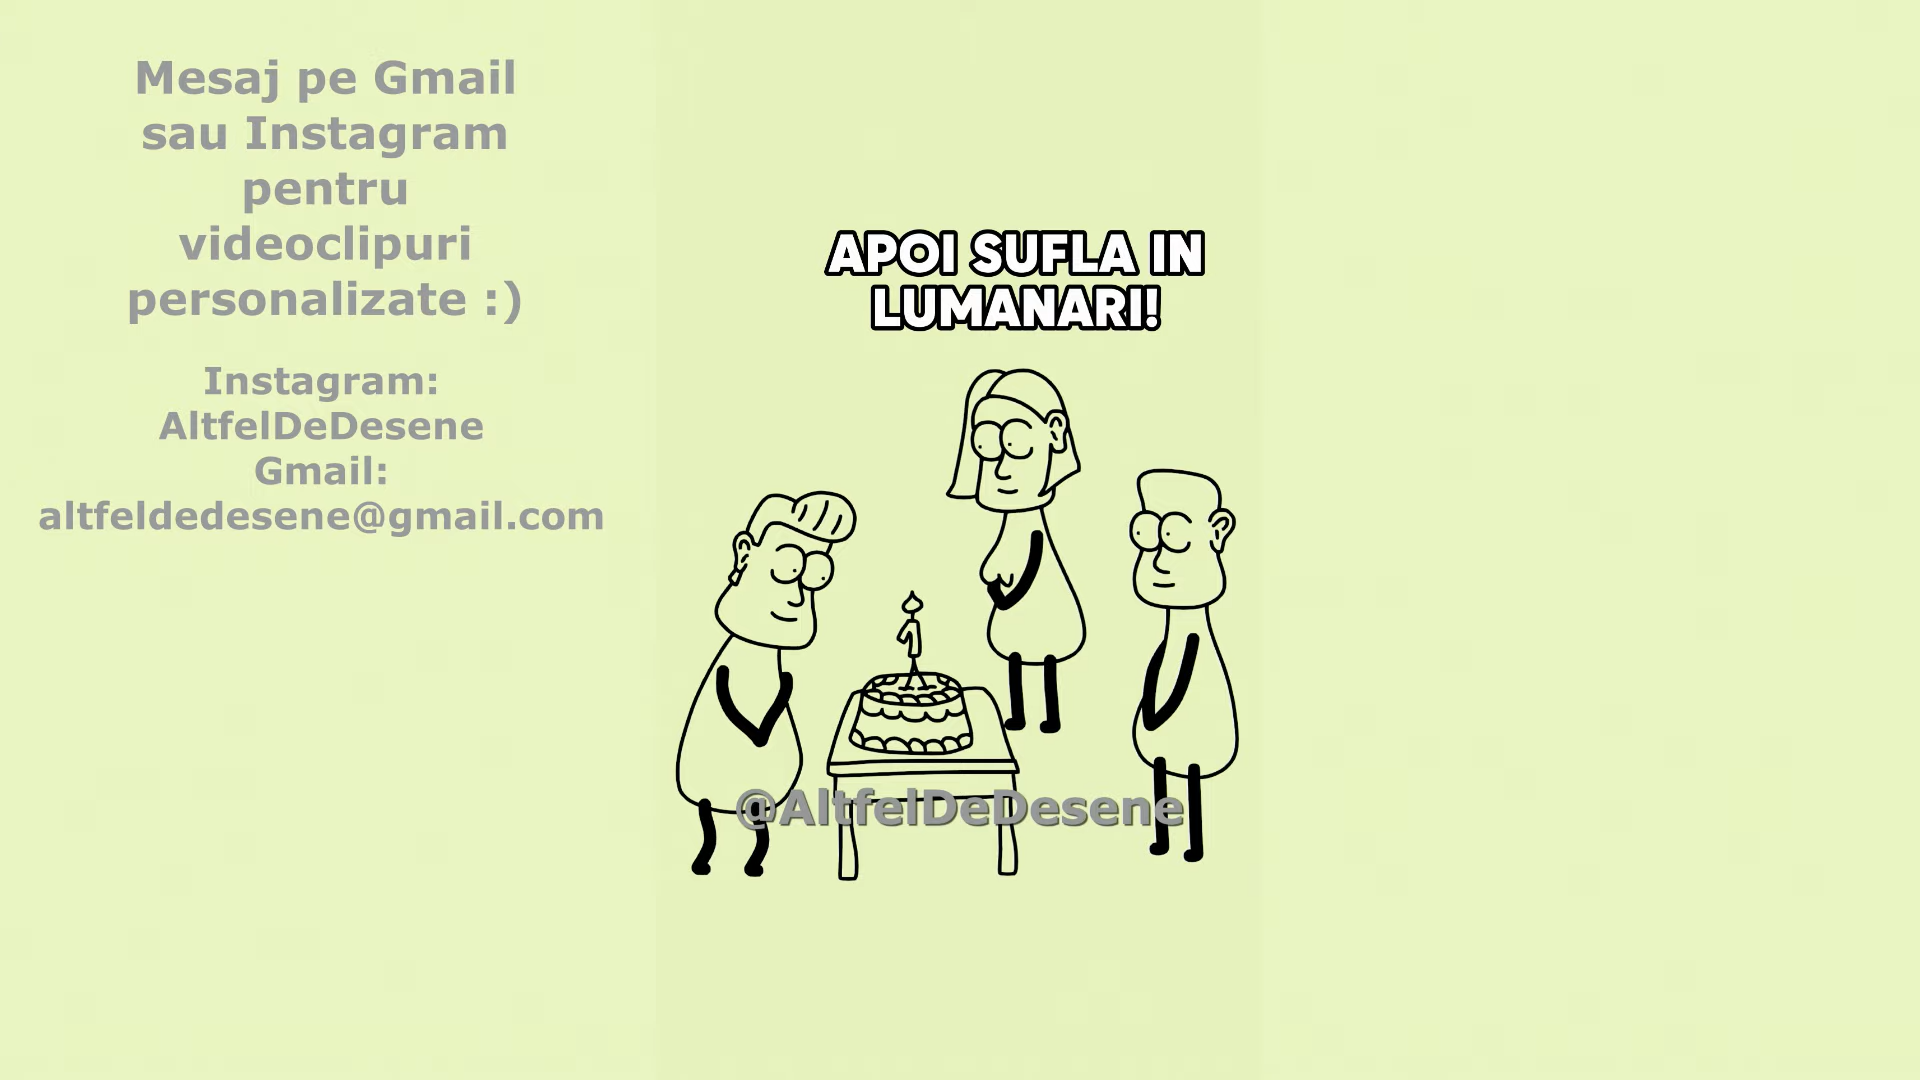 Mesaj pe Gmail
sau Instagram
pentru
videoclipuri
personalizate :)
Instagram:
AltfelDeDesene
Gmail:
altfeldedesene@gmail.com
APOI SUFLA IN
LUMANARI!
1
@AltfelDeDesene